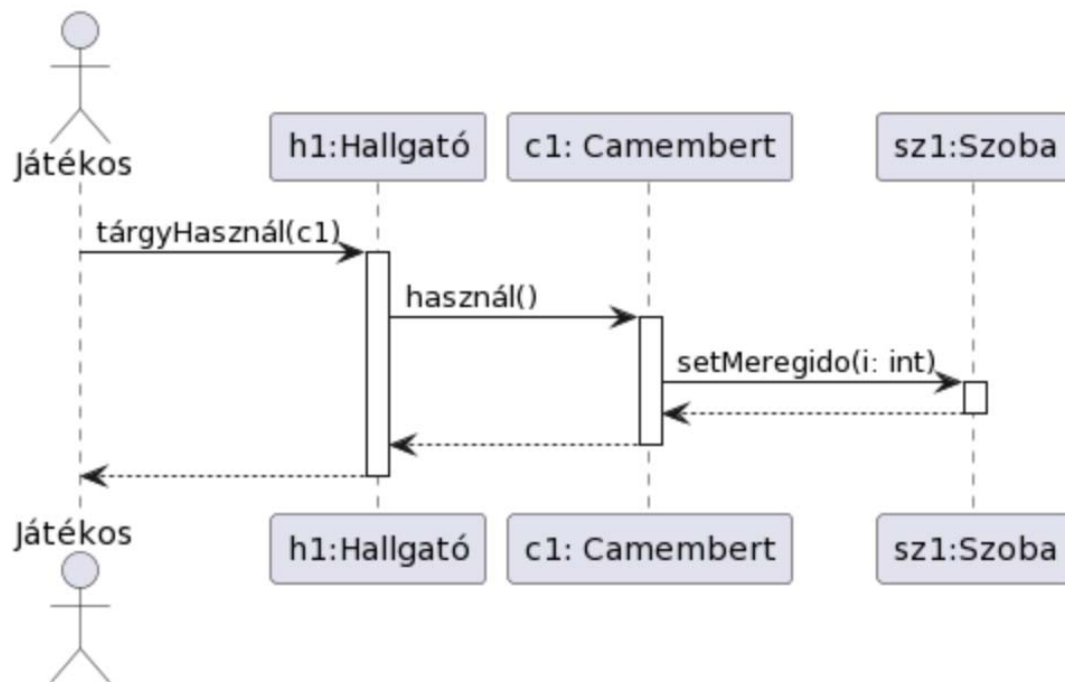 Játékos
h1:Hallgató
c1: Camembert
sz1:Szoba
tárgyHasznál(c1)
használ()
setMeregido(i: int)
Játékos
h1:Hallgató
c1: Camembert
sz1:Szoba